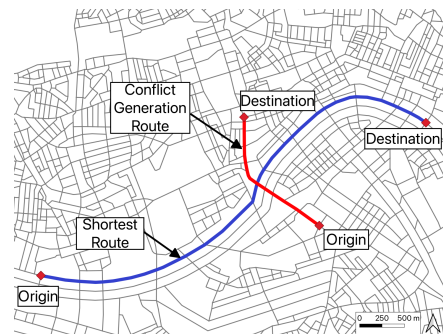 Conflict
Generation
Route
Destination
Destination
Shortest
Route
Origin
Origin
0 250 500 m